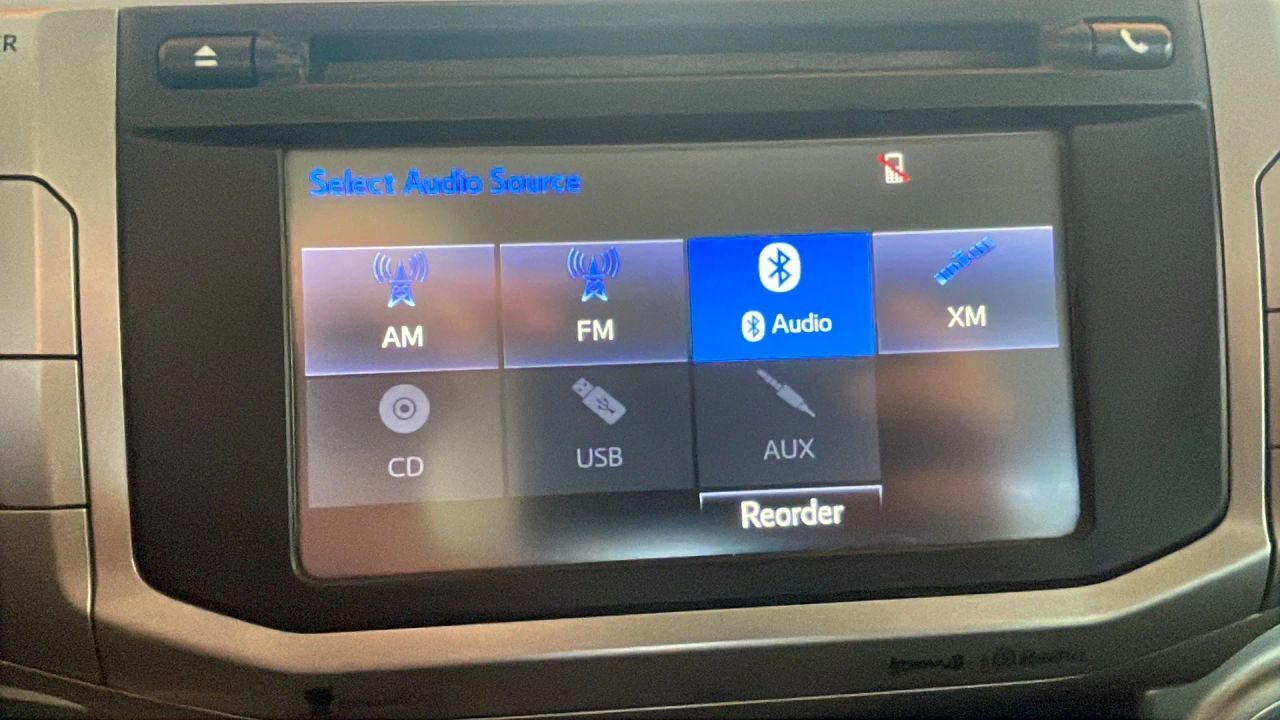 R
Select Audio Source
AM
FM
Audio
XM
CD
USB
AUX
Reorder